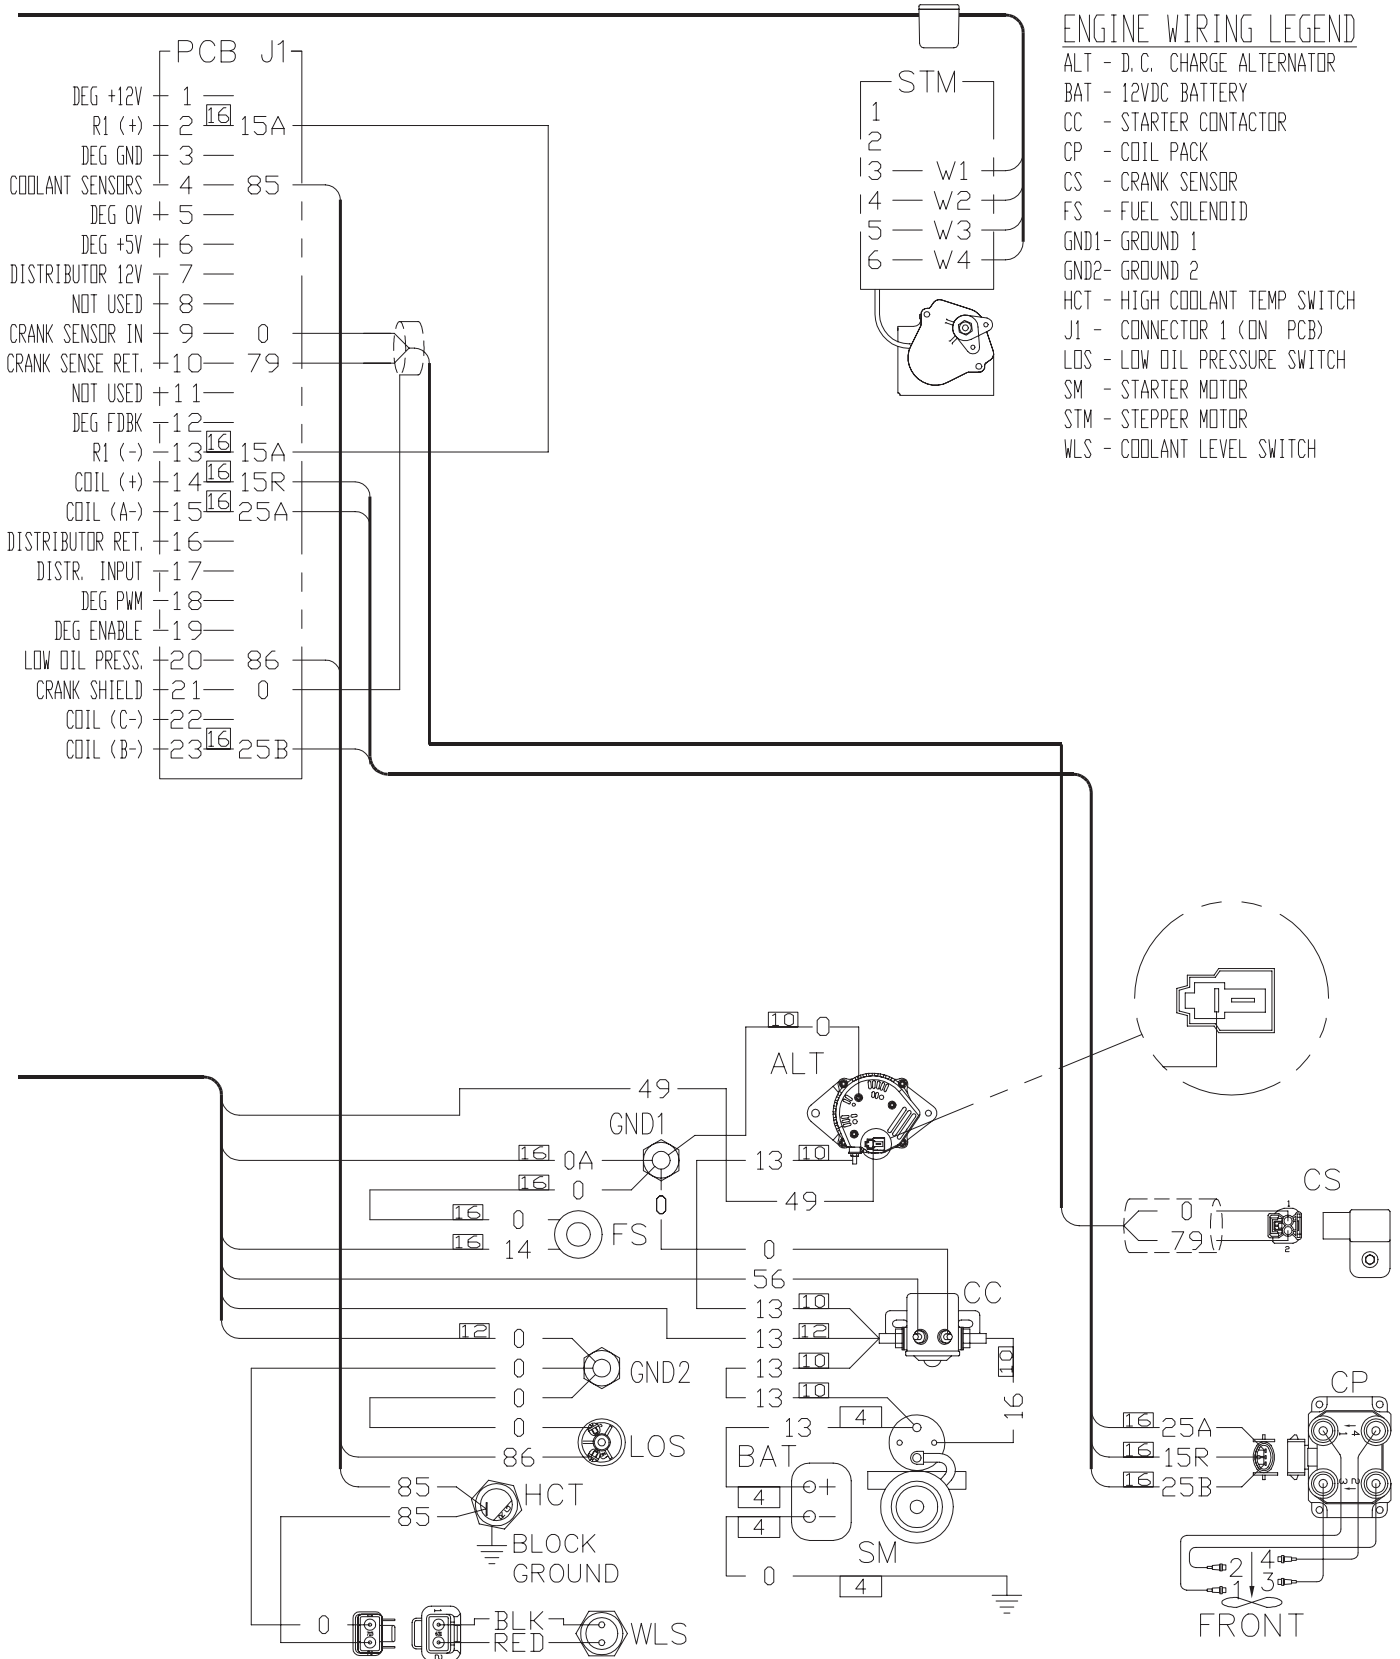 PCB J1
DEG +12V 1
R1 (+) 2 16 15A
DEG GND 3
COOLANT SENSORS 4 85
DEG 0V 5
DEG +5V 6
DISTRIBUTOR 12V 7
NOT USED 8
CRANK SENSOR IN 9 0
CRANK SENSE RET. 10 79
NOT USED 11
DEG FDBK 12
R1 (-) 13 16 15A
COIL (+) 14 16 15R
COIL (A-) 15 16 25A
DISTRIBUTOR RET. 16
DISTR. INPUT 17
DEG PWM 18
DEG ENABLE 19
LOW OIL PRESS. 20 86
CRANK SHIELD 21 0
COIL (C-) 22
COIL (B-) 23 16 25B
STM
1
2
3 W1
4 W2
5 W3
6 W4
ENGINE WIRING LEGEND
ALT - D.C. CHARGE ALTERNATOR
BAT - 12VDC BATTERY
CC - STARTER CONTACTOR
CP - COIL PACK
CS - CRANK SENSOR
FS - FUEL SOLENOID
GND1- GROUND 1
GND2- GROUND 2
HCT - HIGH COOLANT TEMP SWITCH
J1 - CONNECTOR 1 (ON PCB)
LOS - LOW OIL PRESSURE SWITCH
SM - STARTER MOTOR
STM - STEPPER MOTOR
WLS - COOLANT LEVEL SWITCH
10 0
ALT
49
GND1
16 0A
13 10
16 0
0
49
16 0
FS
16 14
0
56
CC
13 10
12 0
13 12
0
GND2
13 10
10
0
13 10
16
0
LOS
13 4
86
BAT
85
HCT
4
+
85
4
-
BLOCK
GROUND
SM
0 4
0
1
2
BLK
RED
WLS
CS
0
79
1
2
CP
16 25A
16 15R
16 25B
1
4
3
2
2 4
1 3
FRONT